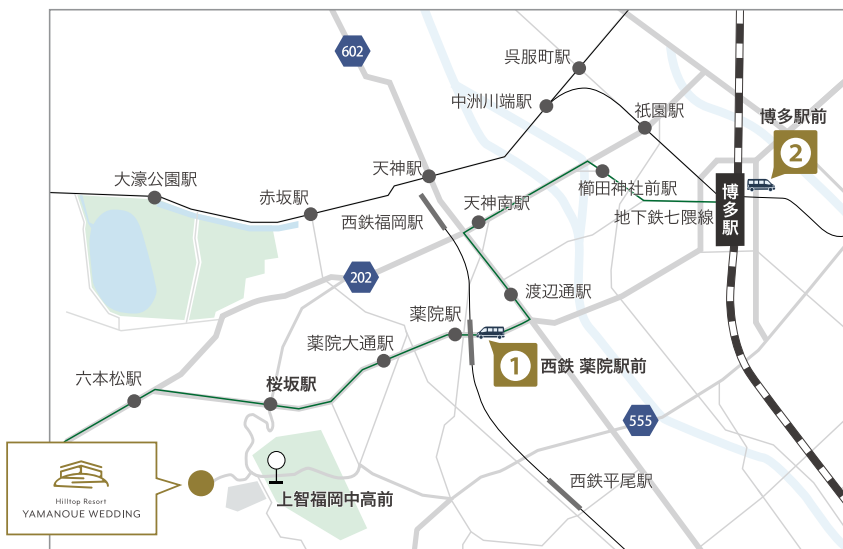 602
呉服町駅
中洲川端駅
祇園駅
博多駅前
2
天神駅
大濠公園駅
赤坂駅
櫛田神社前駅
博多駅
西鉄福岡駅
天神南駅
地下鉄七隈線
202
渡辺通駅
薬院駅
薬院大通駅
1
西鉄 薬院駅前
六本松駅
桜坂駅
555
西鉄平尾駅
上智福岡中高前
Hilltop Resort
YAMANOUE WEDDING